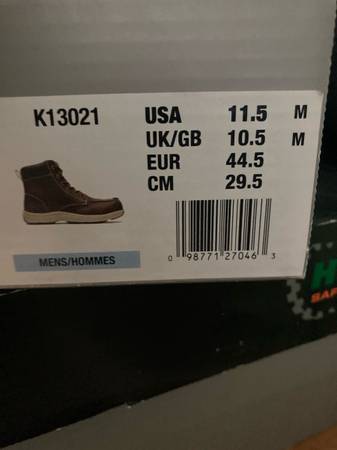 K13021
USA 11.5 M
UK/GB 10.5 M
EUR 44.5
CM 29.5
MENS/HOMMES
0 98771 27046 3